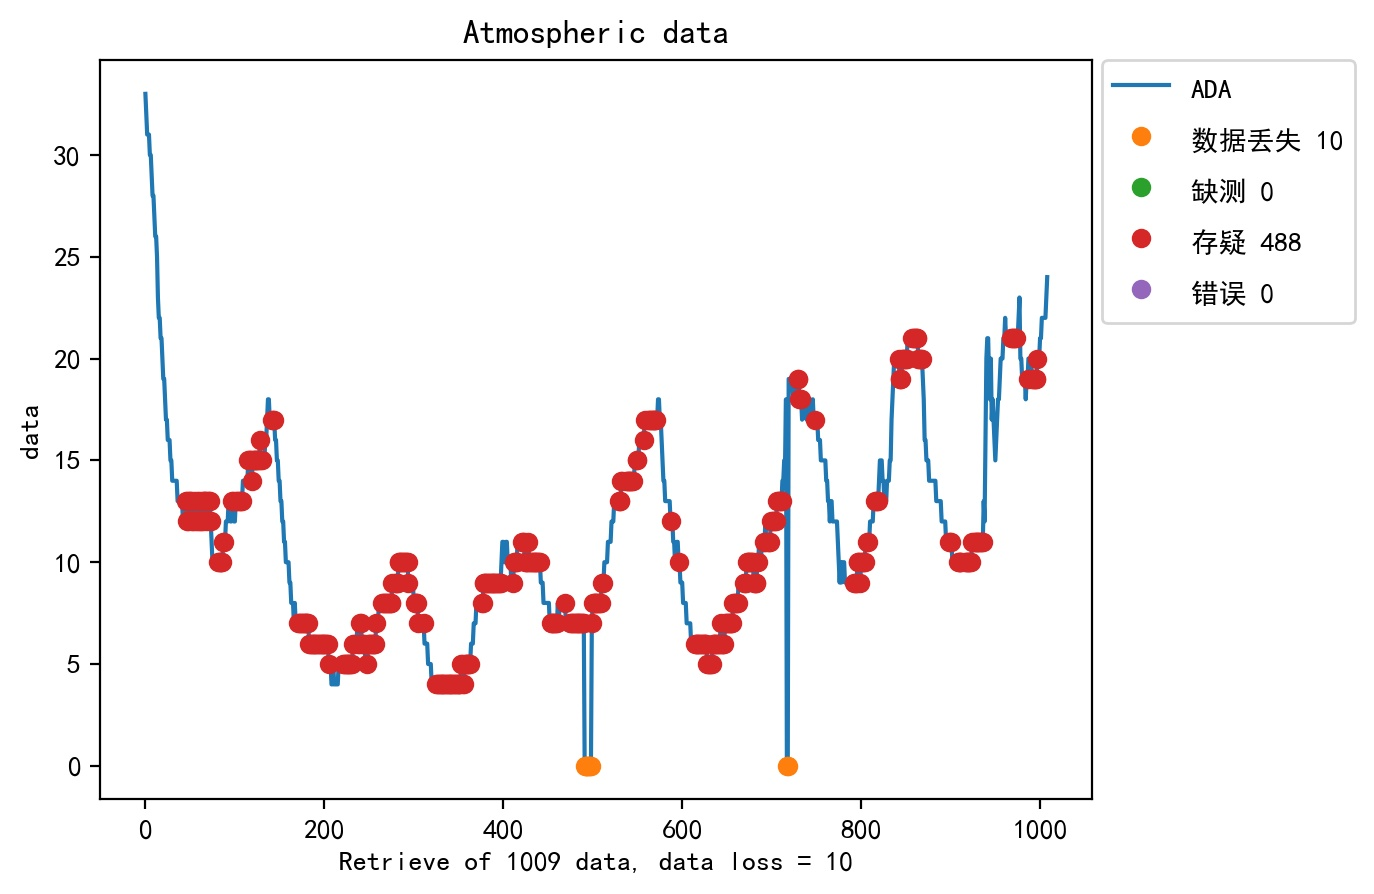 Atmospheric data
ADA
数据丢失 10
缺测 0
存疑 488
错误 0
30
25
20
15
10
5
0
data
0 200 400 600 800 1000
Retrieve of 1009 data, data loss = 10